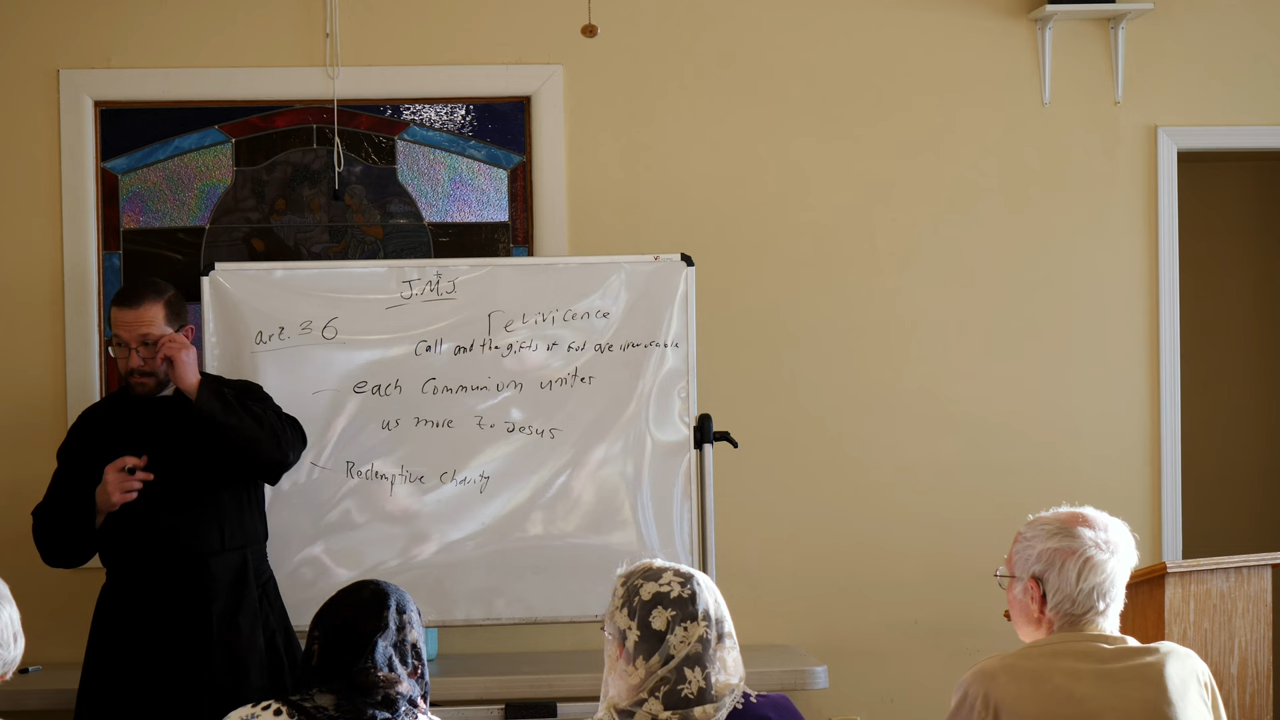 J.M.J.
art. 36
revivicence
Call and the gifts of God are irrevocable
- each Communion unites
us more to Jesus
- Redemptive Charity